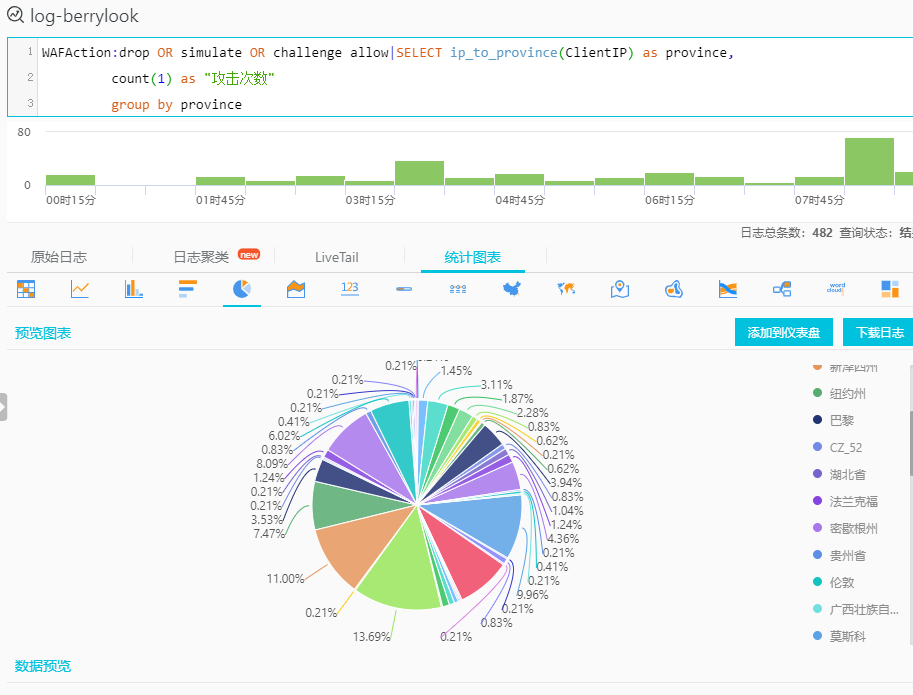 log-berrylook
1 WAFAction:drop OR simulate OR challenge allow|SELECT ip_to_province(ClientIP) as province,
2 count(1) as "攻击次数"
3 group by province
80
0
00时15分 01时45分 03时15分 04时45分 06时15分 07时45分
日志总条数: 482 查询状态:
原始日志 日志聚类 new LiveTail 统计图表
123 word cloud
预览图表 添加到仪表盘 下载日志
0.21%
1.45%
0.21%
3.11%
0.21%
1.87%
0.21%
2.28%
0.41%
0.83%
6.02%
0.62%
0.83%
0.21%
8.09%
0.62%
1.24%
3.94%
0.21%
0.83%
0.21%
1.04%
3.53%
1.24%
7.47%
4.36%
0.21%
0.41%
11.00%
0.21%
9.96%
0.21%
0.21%
0.83%
13.69%
0.21%
新泽西州
纽约州
巴黎
CZ_52
湖北省
法兰克福
密歇根州
贵州省
伦敦
广西壮族自...
莫斯科
数据预览